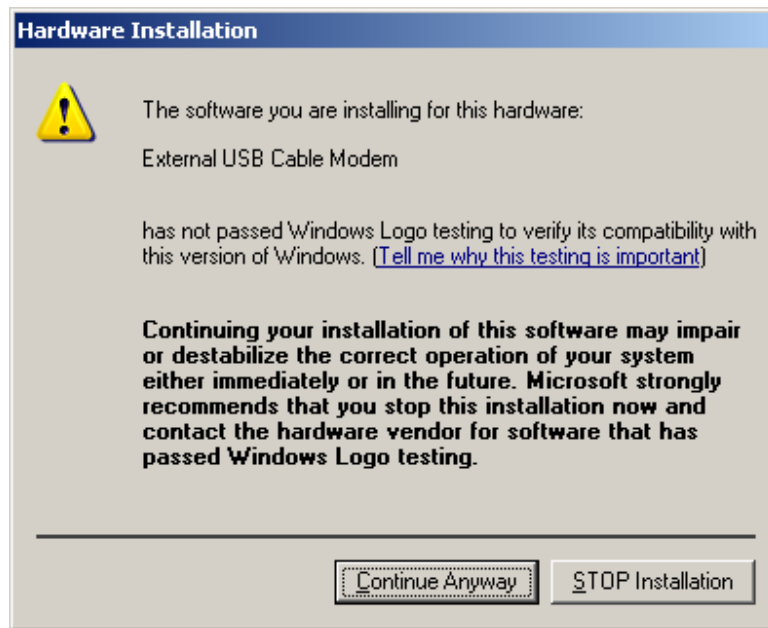 Hardware Installation
The software you are installing for this hardware:
External USB Cable Modem
has not passed Windows Logo testing to verify its compatibility with
this version of Windows. (Tell me why this testing is important)
Continuing your installation of this software may impair
or destabilize the correct operation of your system
either immediately or in the future. Microsoft strongly
recommends that you stop this installation now and
contact the hardware vendor for software that has
passed Windows Logo testing.
Continue Anyway
STOP Installation